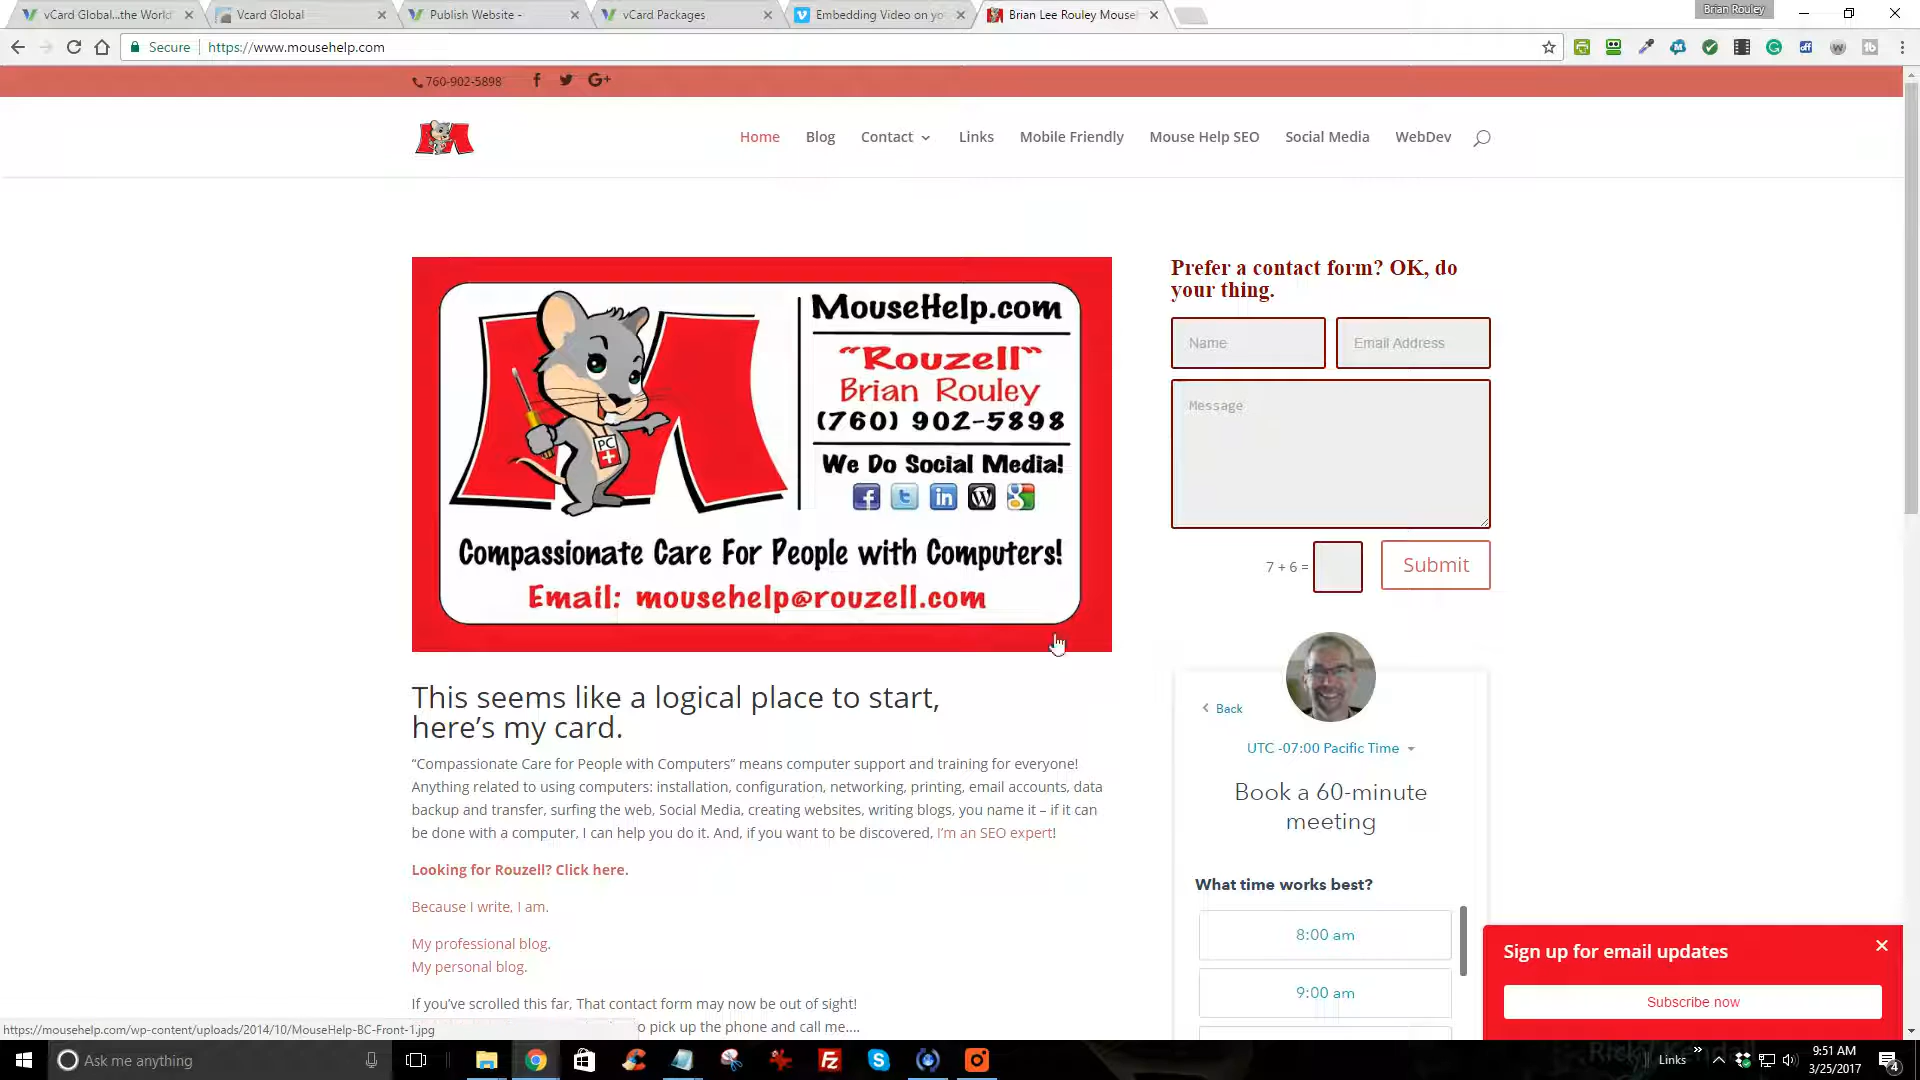 vCard Global...the World
Vcard Global
Publish Website -
vCard Packages
Embedding Video on yo
Brian Lee Rouley Mouse
Brian Rouley
Secure
https://www.mousehelp.com
760-902-5898
Home
Blog
Contact
Links
Mobile Friendly
Mouse Help SEO
Social Media
WebDev
MouseHelp.com
"Rouzell"
Brian Rouley
(760) 902-5898
We Do Social Media!
PC
Compassionate Care For People with Computers!
Email: mousehelp@rouzell.com
Prefer a contact form? OK, do
your thing.
Name
Email Address
Message
7 + 6 =
Submit
This seems like a logical place to start,
here's my card.
“Compassionate Care for People with Computers” means computer support and training for everyone!
Anything related to using computers: installation, configuration, networking, printing, email accounts, data
backup and transfer, surfing the web, Social Media, creating websites, writing blogs, you name it – if it can
be done with a computer, I can help you do it. And, if you want to be discovered, I'm an SEO expert!
Looking for Rouzell? Click here.
Because I write, I am.
My professional blog.
My personal blog.
If you've scrolled this far, That contact form may now be out of sight!
o pick up the phone and call me....
Back
UTC -07:00 Pacific Time
Book a 60-minute
meeting
What time works best?
8:00 am
9:00 am
Sign up for email updates
Subscribe now
https://mousehelp.com/wp-content/uploads/2014/10/MouseHelp-BC-Front-1.jpg
Ask me anything
Links
9:51 AM
3/25/2017
4